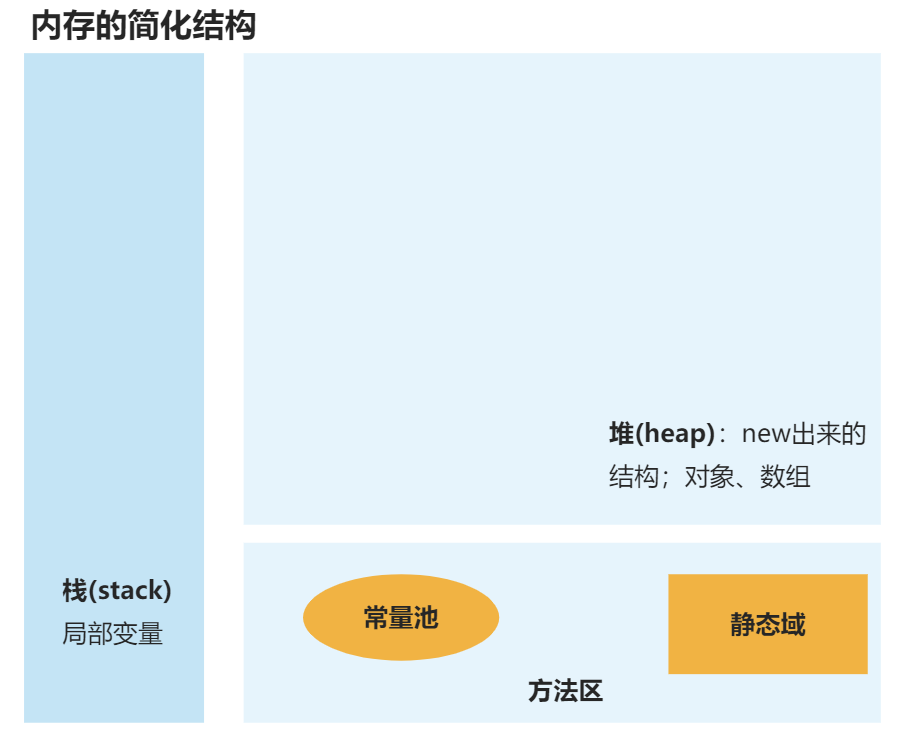 内存的简化结构
堆(heap)：new出来的
结构；对象、数组
栈(stack)
局部变量
常量池
静态域
方法区